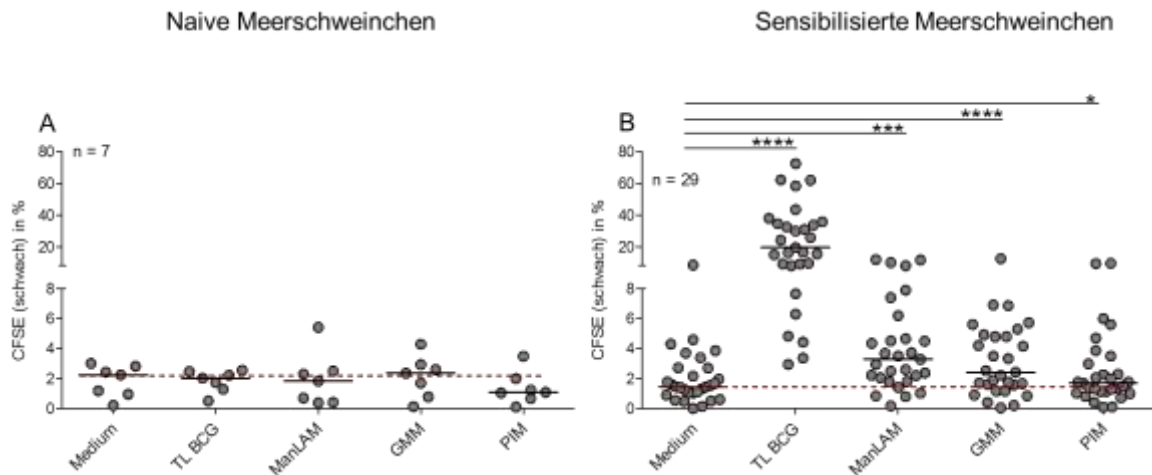 Naive Meerschweinchen
Sensibilisierte Meerschweinchen
A
n = 7
CFSE (schwach) in %
80
60
40
20
8
6
4
2
0
Medium
TL BCG
ManLAM
GMM
PIM
B
*
****
***
****
n = 29
CFSE (schwach) in %
80
60
40
20
8
6
4
2
0
Medium
TL BCG
ManLAM
GMM
PIM